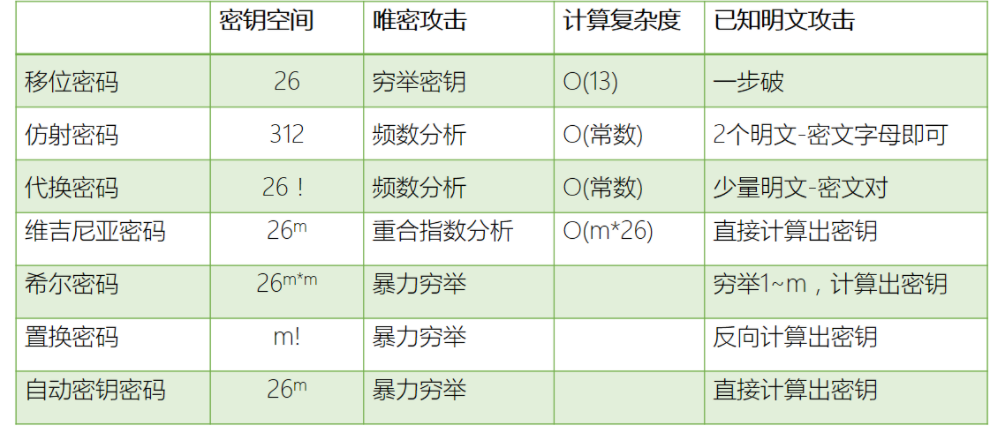 密钥空间 唯密攻击 计算复杂度 已知明文攻击
移位密码 26 穷举密钥 O(13) 一步破
仿射密码 312 频数分析 O(常数) 2个明文-密文字母即可
代换密码 26！ 频数分析 O(常数) 少量明文-密文对
维吉尼亚密码 26ᵐ 重合指数分析 O(m*26) 直接计算出密钥
希尔密码 26ᵐ*ᵐ 暴力穷举 穷举1~m，计算出密钥
置换密码 m! 暴力穷举 反向计算出密钥
自动密钥密码 26ᵐ 暴力穷举 直接计算出密钥